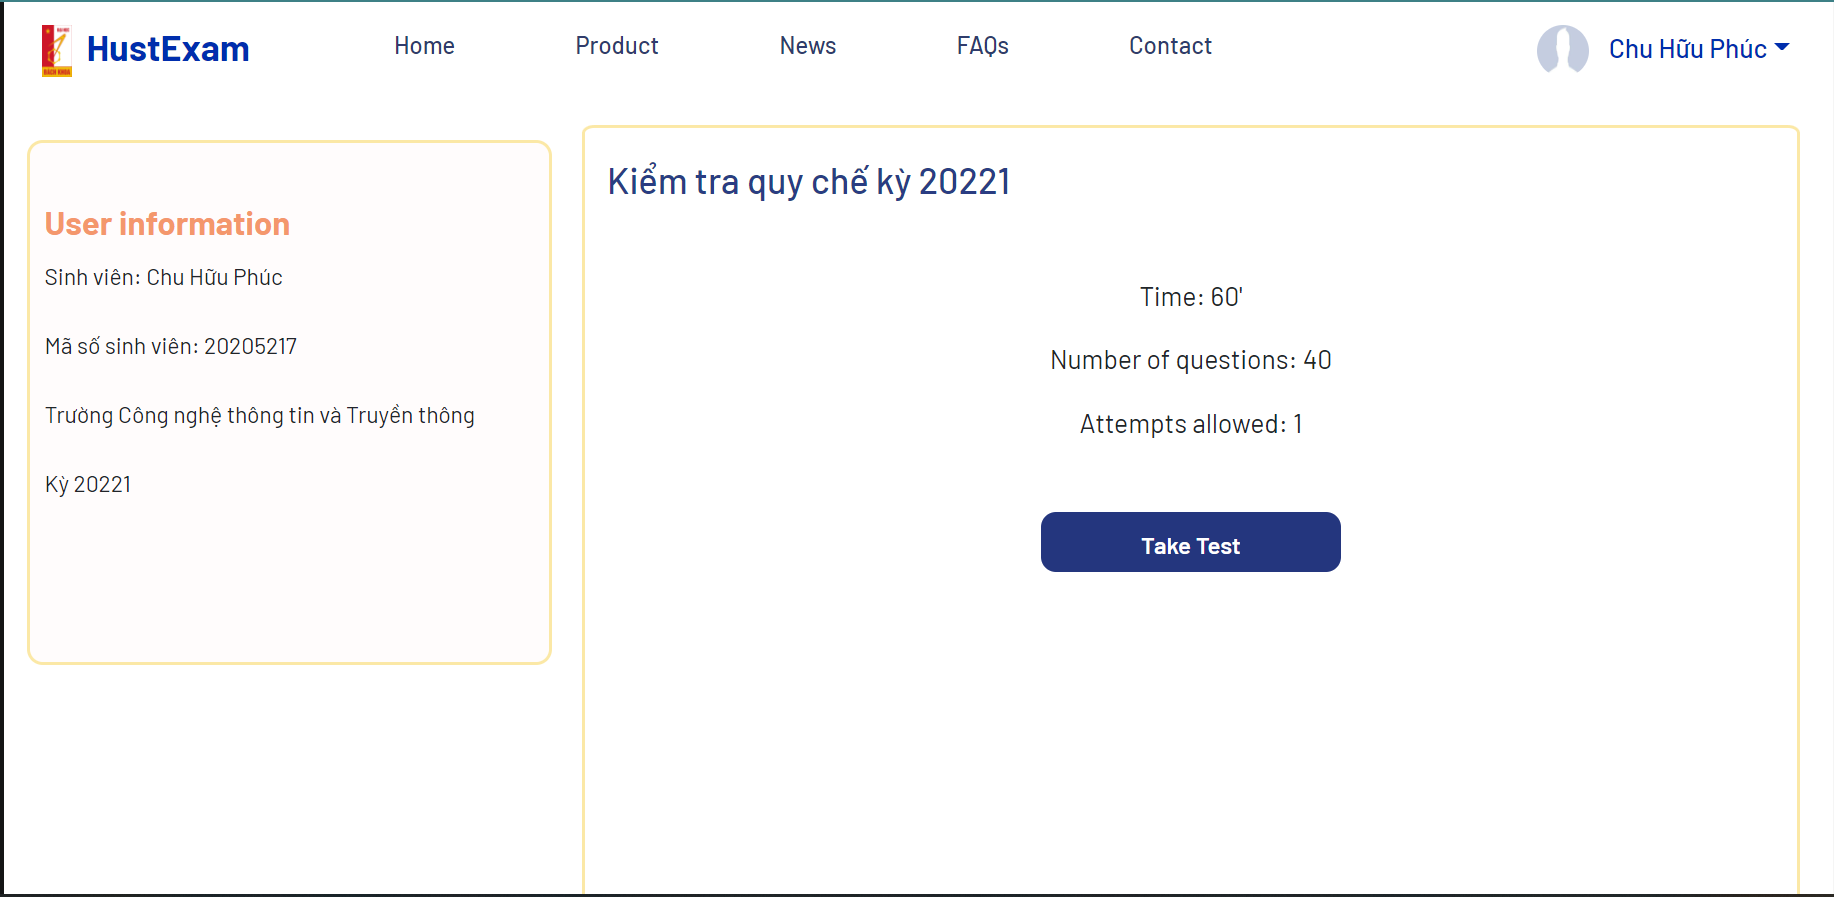 HustExam
Home
Product
News
FAQs
Contact
Chu Hữu Phúc
User information
Sinh viên: Chu Hữu Phúc
Mã số sinh viên: 20205217
Trường Công nghệ thông tin và Truyền thông
Kỳ 20221
Kiểm tra quy chế kỳ 20221
Time: 60'
Number of questions: 40
Attempts allowed: 1
Take Test